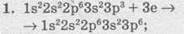 1. 1s²2s²2p⁶3s²3p³ + 3e →
→ 1s²2s²2p⁶3s²3p⁶;